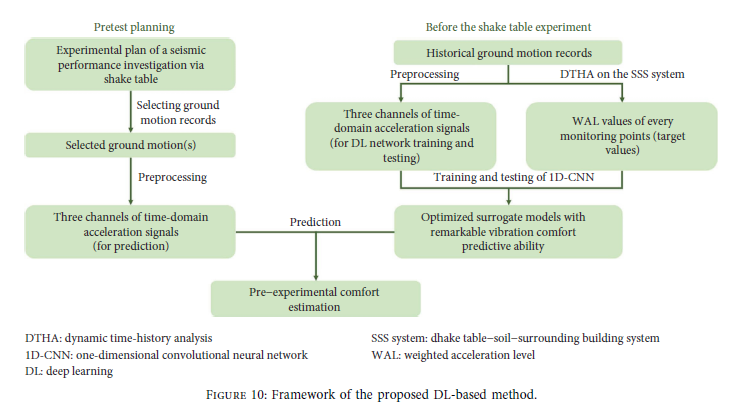 Pretest planning
Experimental plan of a seismic
performance investigation via
shake table
Selecting ground
motion records
Selected ground motion(s)
Preprocessing
Three channels of time-domain
acceleration signals
(for prediction)
Before the shake table experiment
Historical ground motion records
Preprocessing
DTHA on the SSS system
Three channels of time-
domain acceleration signals
(for DL network training and
testing)
WAL values of every
monitoring points (target
values)
Training and testing of 1D-CNN
Optimized surrogate models with
remarkable vibration comfort
predictive ability
Prediction
Pre−experimental comfort
estimation
DTHA: dynamic time-history analysis
1D-CNN: one-dimensional convolutional neural network
DL: deep learning
SSS system: dhake table−soil−surrounding building system
WAL: weighted acceleration level
FIGURE 10: Framework of the proposed DL-based method.